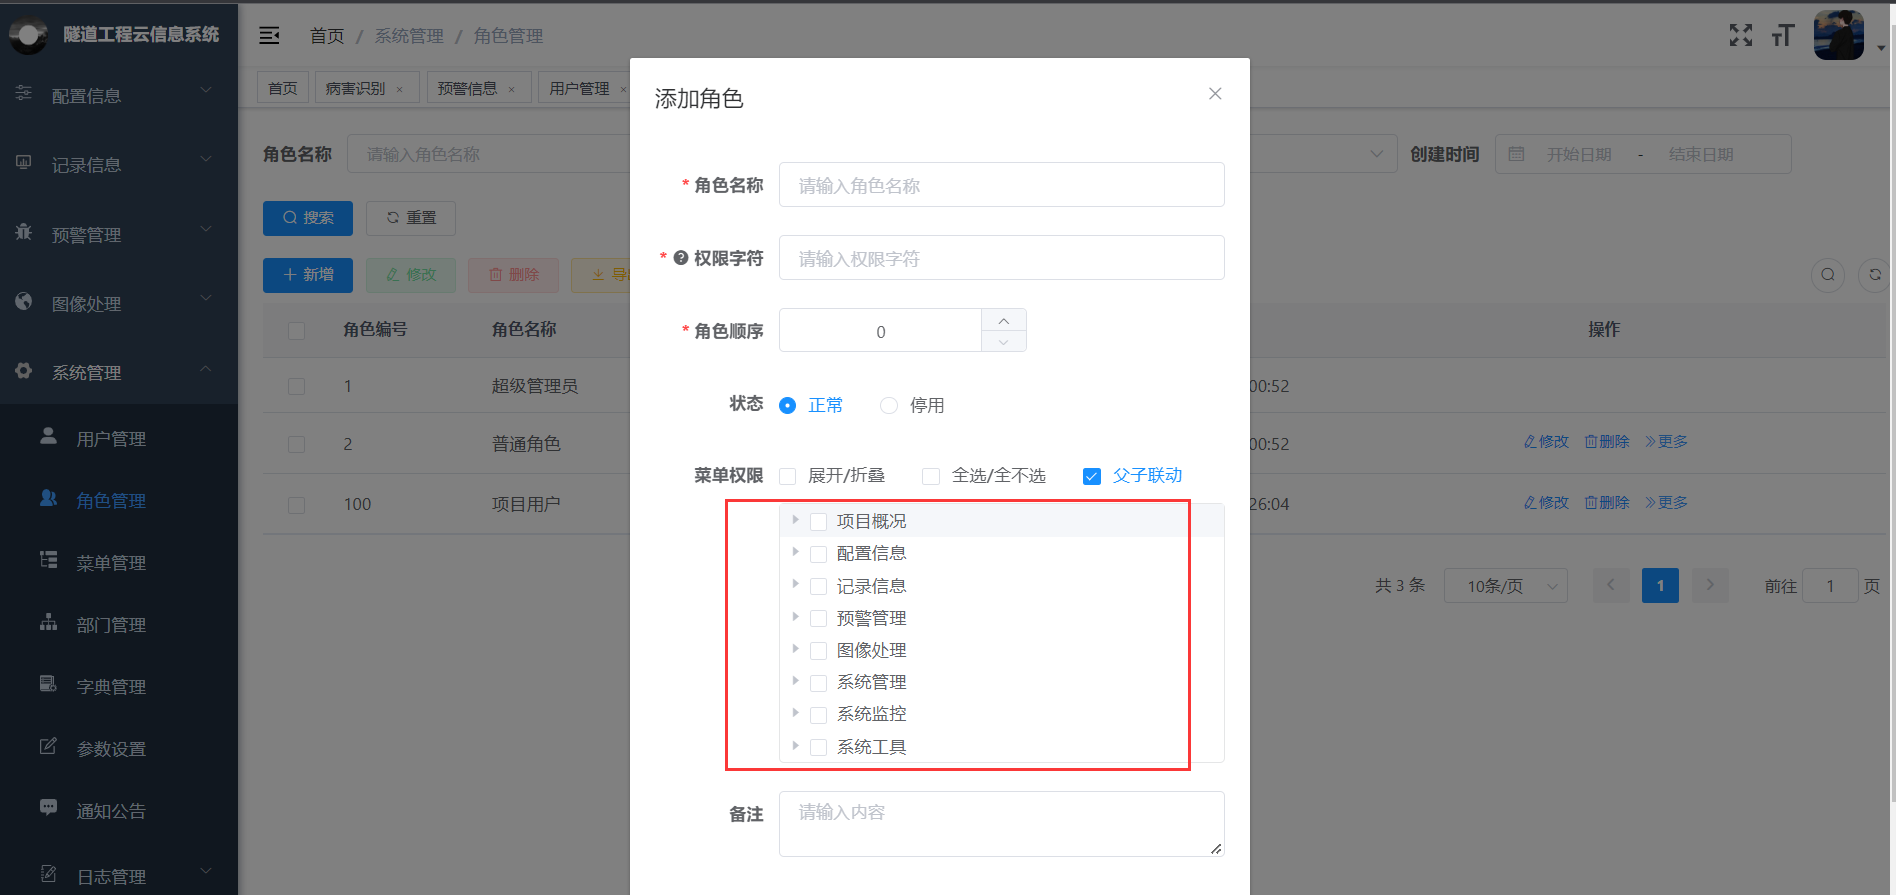 隧道工程云信息系统
首页 / 系统管理 / 角色管理
配置信息
记录信息
预警管理
图像处理
系统管理
用户管理
角色管理
菜单管理
部门管理
字典管理
参数设置
通知公告
日志管理
首页 病害识别 × 预警信息 × 用户管理 ×
角色名称 请输入角色名称
创建时间 开始日期 - 结束日期
搜索 重置
新增 修改 删除
角色编号 角色名称 操作
1 超级管理员 00:52
2 普通角色 00:52 修改 删除 更多
100 项目用户 26:04 修改 删除 更多
共 3 条 10条/页 1 前往 1 页
添加角色
* 角色名称 请输入角色名称
* 权限字符 请输入权限字符
* 角色顺序 0
状态 正常 停用
菜单权限 展开/折叠 全选/全不选 父子联动
项目概况
配置信息
记录信息
预警管理
图像处理
系统管理
系统监控
系统工具
备注 请输入内容